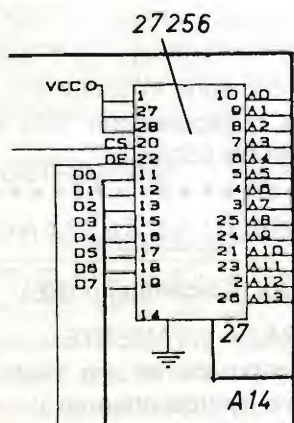 27256
VCC
1 10 A0
27 9 A1
28 8 A2
CS 20 7 A3
OE 22 6 A4
D0 11 5 A5
D1 12 4 A6
D2 13 3 A7
D3 15 25 A8
D4 16 24 A9
D5 17 21 A10
D6 18 23 A11
D7 19 2 A12
26 A13
14 27
A14